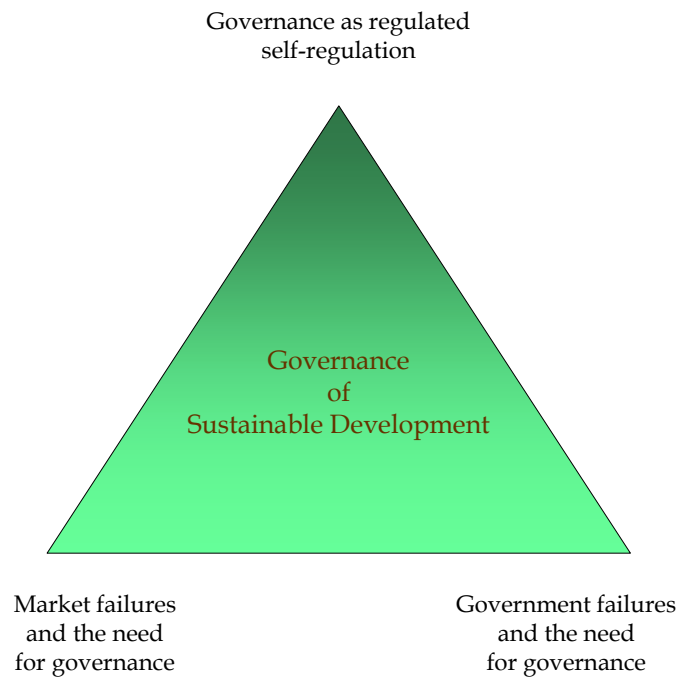 Governance as regulated
self-regulation
Governance
of
Sustainable Development
Market failures
and the need
for governance
Government failures
and the need
for governance